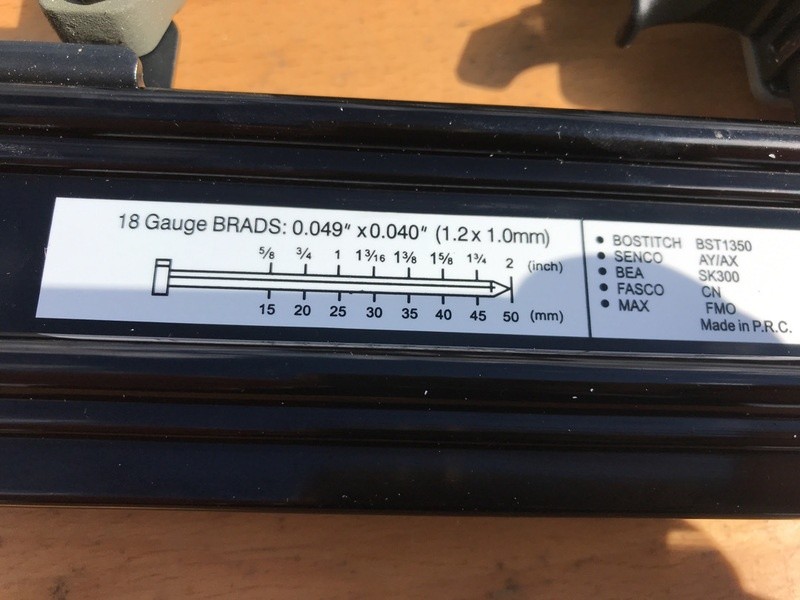 18 Gauge BRADS: 0.049" x 0.040" (1.2 x 1.0mm)
5/8 3/4 1 1 3/16 1 3/8 1 5/8 1 3/4 2 (inch)
15 20 25 30 35 40 45 50 (mm)
• BOSTITCH BST1350
• SENCO AY/AX
• BEA SK300
• FASCO CN
• MAX FMO
Made in P.R.C.